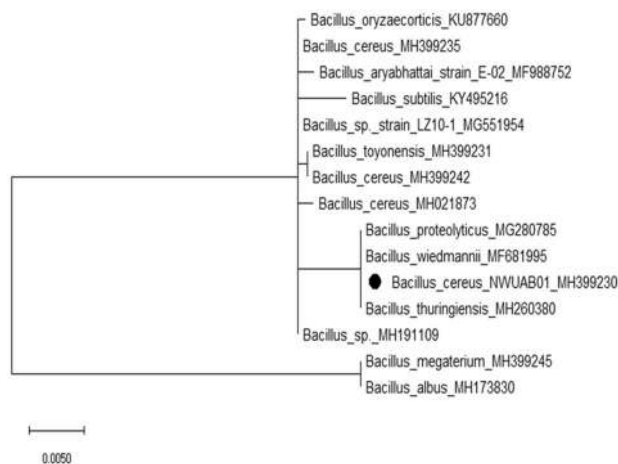 Bacillus_oryzaecorticis_KU877660
Bacillus_cereus_MH399235
Bacillus_aryabhattai_strain_E-02_MF988752
Bacillus_subtilis_KY495216
Bacillus_sp._strain_LZ10-1_MG551954
Bacillus_toyonensis_MH399231
Bacillus_cereus_MH399242
Bacillus_cereus_MH021873
Bacillus_proteolyticus_MG280785
Bacillus_wiedmannii_MF681995
Bacillus_cereus_NWUAB01_MH399230
Bacillus_thuringiensis_MH260380
Bacillus_sp._MH191109
Bacillus_megaterium_MH399245
Bacillus_albus_MH173830
0.0050